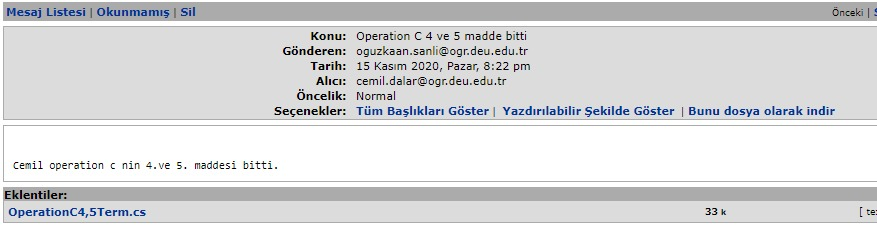 Mesaj Listesi | Okunmamış | Sil Önceki |
Konu: Operation C 4 ve 5 madde bitti
Gönderen: oguzkaan.sanli@ogr.deu.edu.tr
Tarih: 15 Kasım 2020, Pazar, 8:22 pm
Alıcı: cemil.dalar@ogr.deu.edu.tr
Öncelik: Normal
Seçenekler: Tüm Başlıkları Göster | Yazdırılabilir Şekilde Göster | Bunu dosya olarak indir
Cemil operation c nin 4.ve 5. maddesi bitti.
Eklentiler:
OperationC4,5Term.cs 33 k [